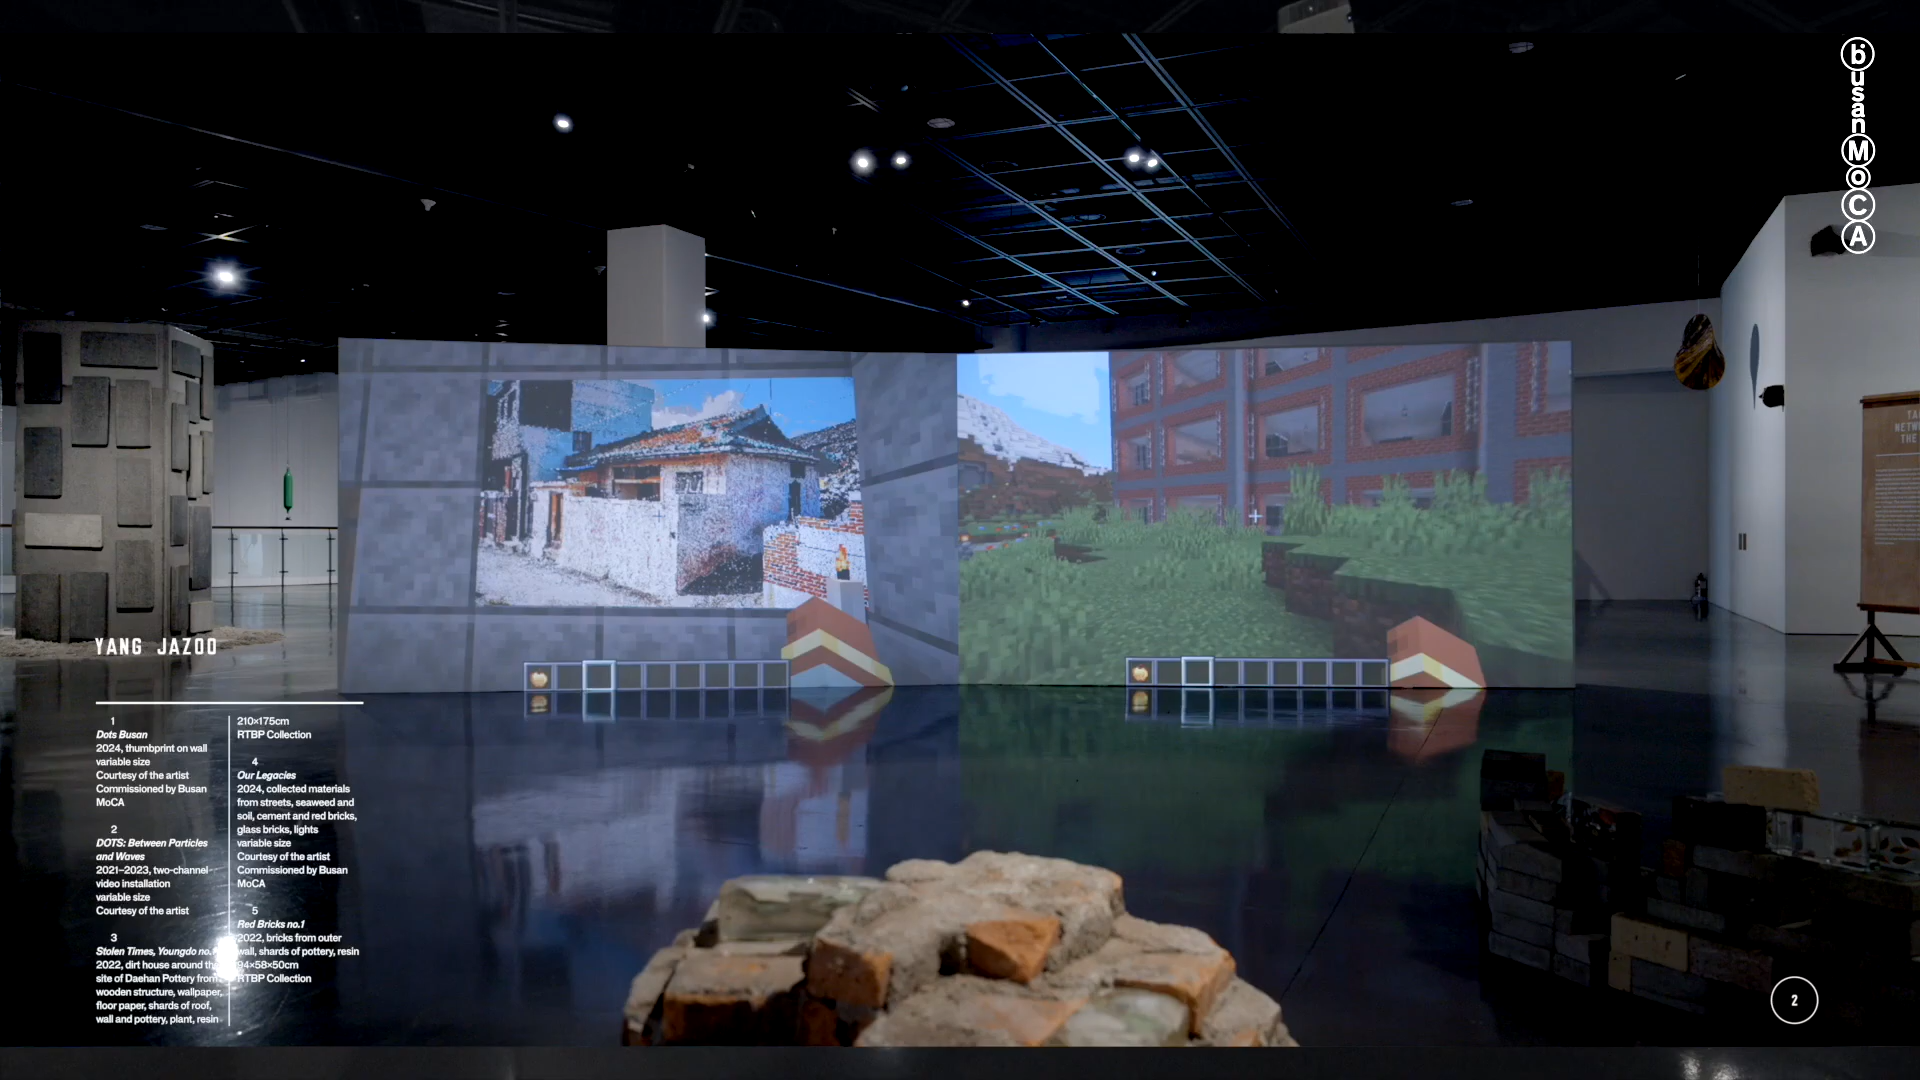 busan MoCA
YANG JAZOO
1
Dots Busan
2024, thumbprint on wall
variable size
Courtesy of the artist
Commissioned by Busan
MoCA
2
DOTS: Between Particles
and Waves
2021–2023, two-channel
video installation
variable size
Courtesy of the artist
3
Stolen Times, Youngdo no.
2022, dirt house around the
site of Daehan Pottery from
wooden structure, wallpaper,
floor paper, shards of roof,
wall and pottery, plant, resin
210×175cm
RTBP Collection
4
Our Legacies
2024, collected materials
from streets, seaweed and
soil, cement and red bricks,
glass bricks, lights
variable size
Courtesy of the artist
Commissioned by Busan
MoCA
5
Red Bricks no.1
2022, bricks from outer
wall, shards of pottery, resin
94×58×50cm
RTBP Collection
2